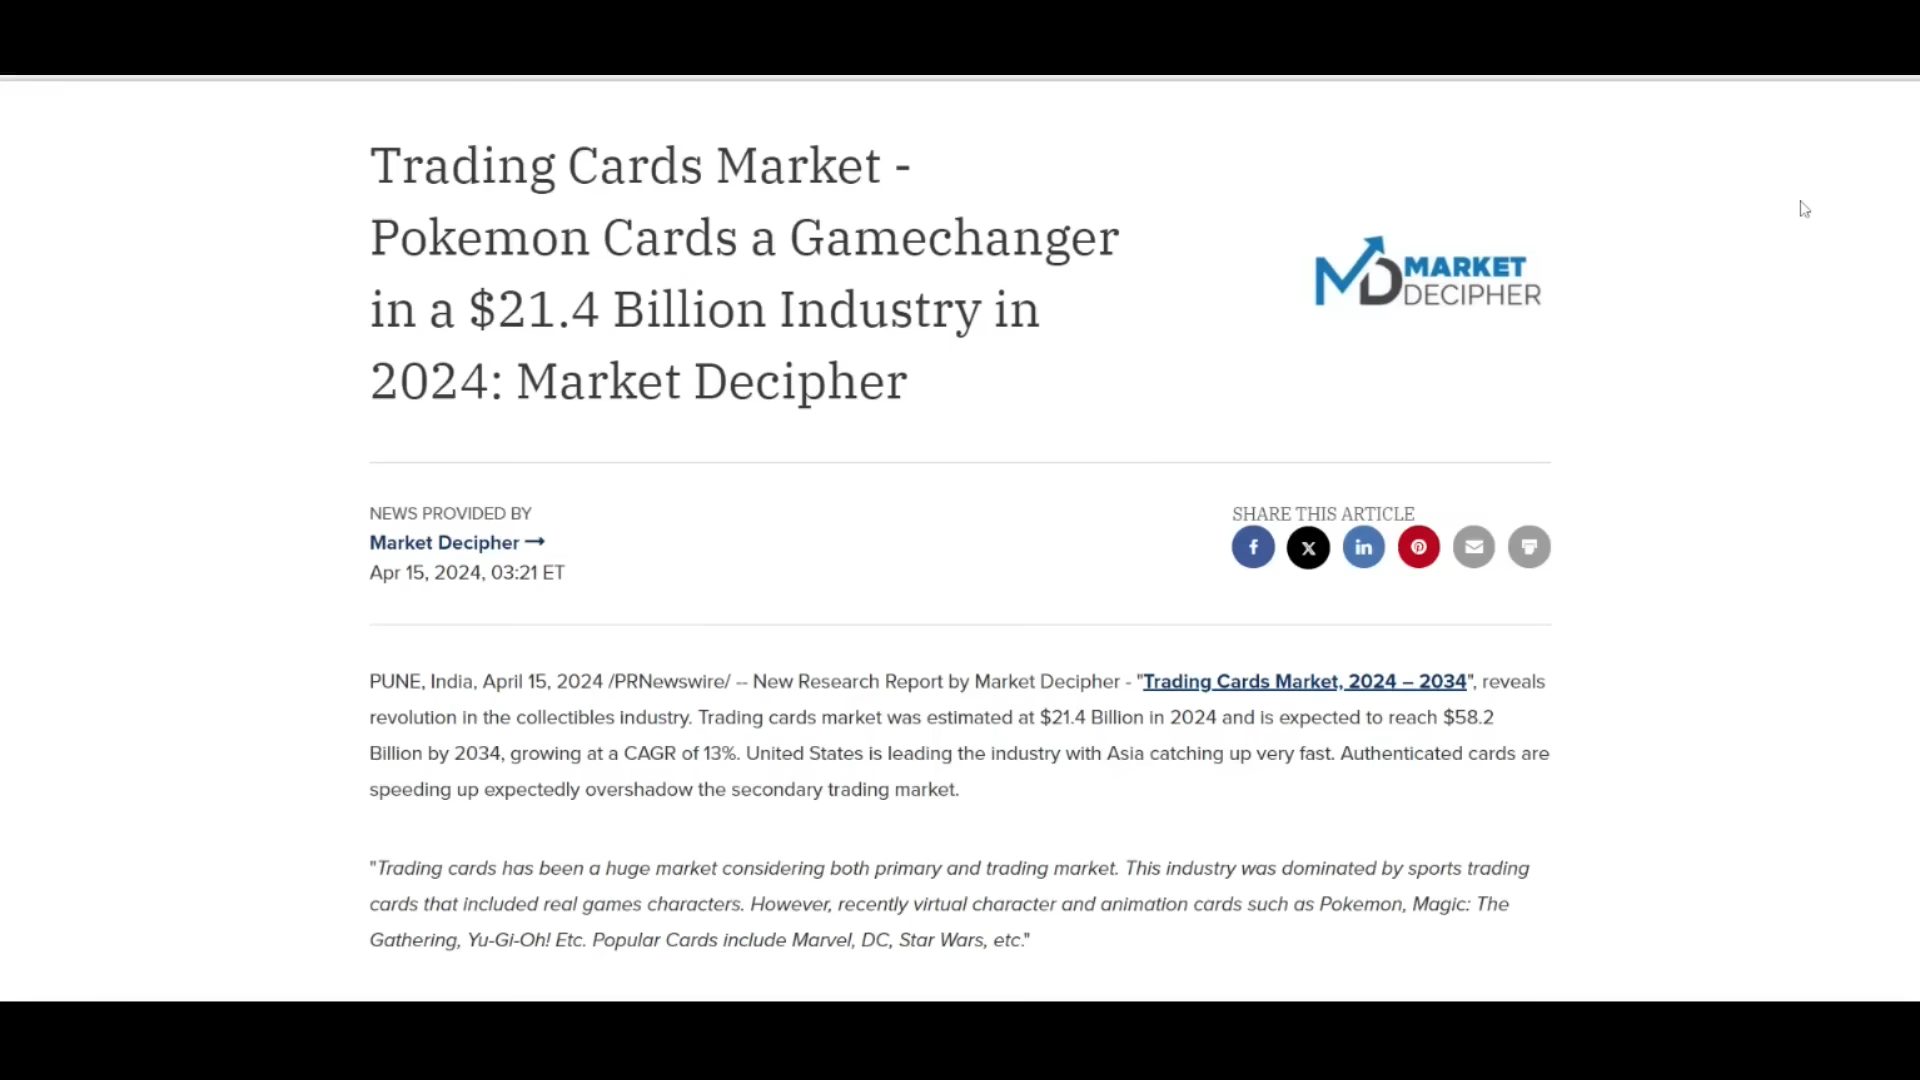 Trading Cards Market -
Pokemon Cards a Gamechanger
in a $21.4 Billion Industry in
2024: Market Decipher
MARKET
DECIPHER
NEWS PROVIDED BY
Market Decipher
Apr 15, 2024, 03:21 ET
SHARE THIS ARTICLE
PUNE, India, April 15, 2024 /PRNewswire/ -- New Research Report by Market Decipher - "Trading Cards Market, 2024 – 2034", reveals
revolution in the collectibles industry. Trading cards market was estimated at $21.4 Billion in 2024 and is expected to reach $58.2
Billion by 2034, growing at a CAGR of 13%. United States is leading the industry with Asia catching up very fast. Authenticated cards are
speeding up expectedly overshadow the secondary trading market.
"Trading cards has been a huge market considering both primary and trading market. This industry was dominated by sports trading
cards that included real games characters. However, recently virtual character and animation cards such as Pokemon, Magic: The
Gathering, Yu-Gi-Oh! Etc. Popular Cards include Marvel, DC, Star Wars, etc."